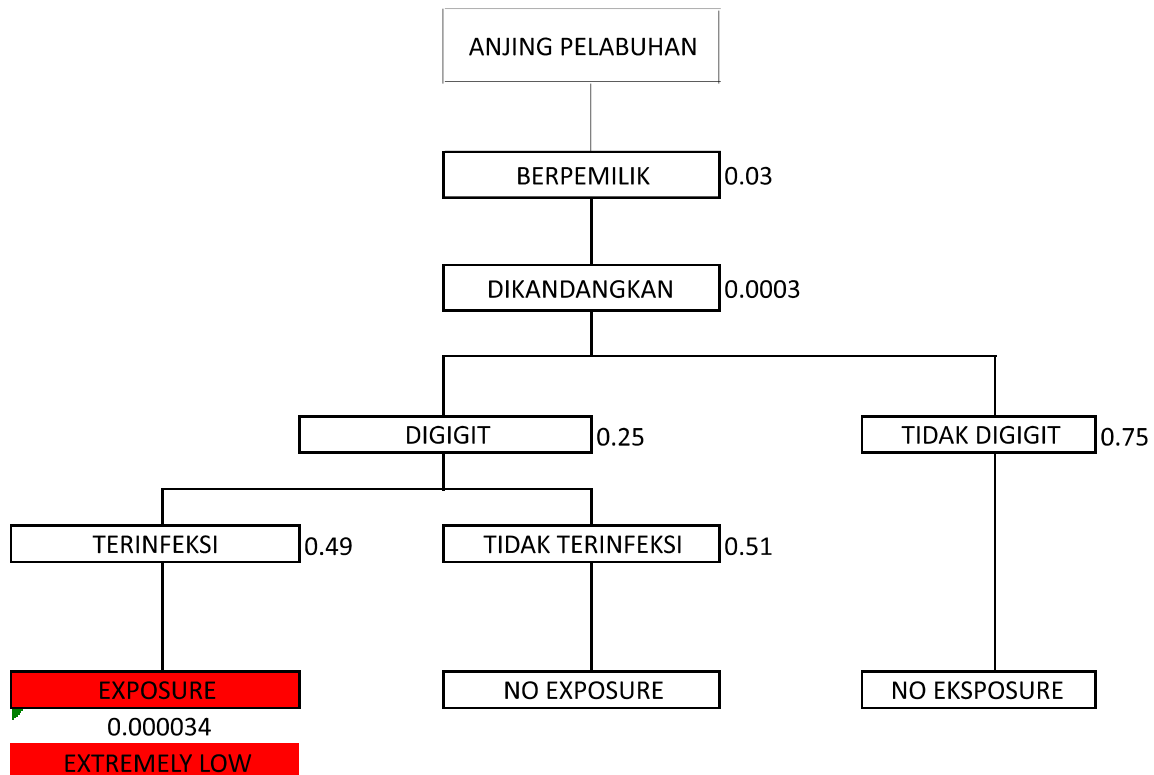 ANJING PELABUHAN
BERPEMILIK 0.03
DIKANDANGKAN 0.0003
DIGIGIT 0.25 TIDAK DIGIGIT 0.75
TERINFEKSI 0.49 TIDAK TERINFEKSI 0.51
EXPOSURE NO EXPOSURE NO EKSPOSURE
0.000034
EXTREMELY LOW